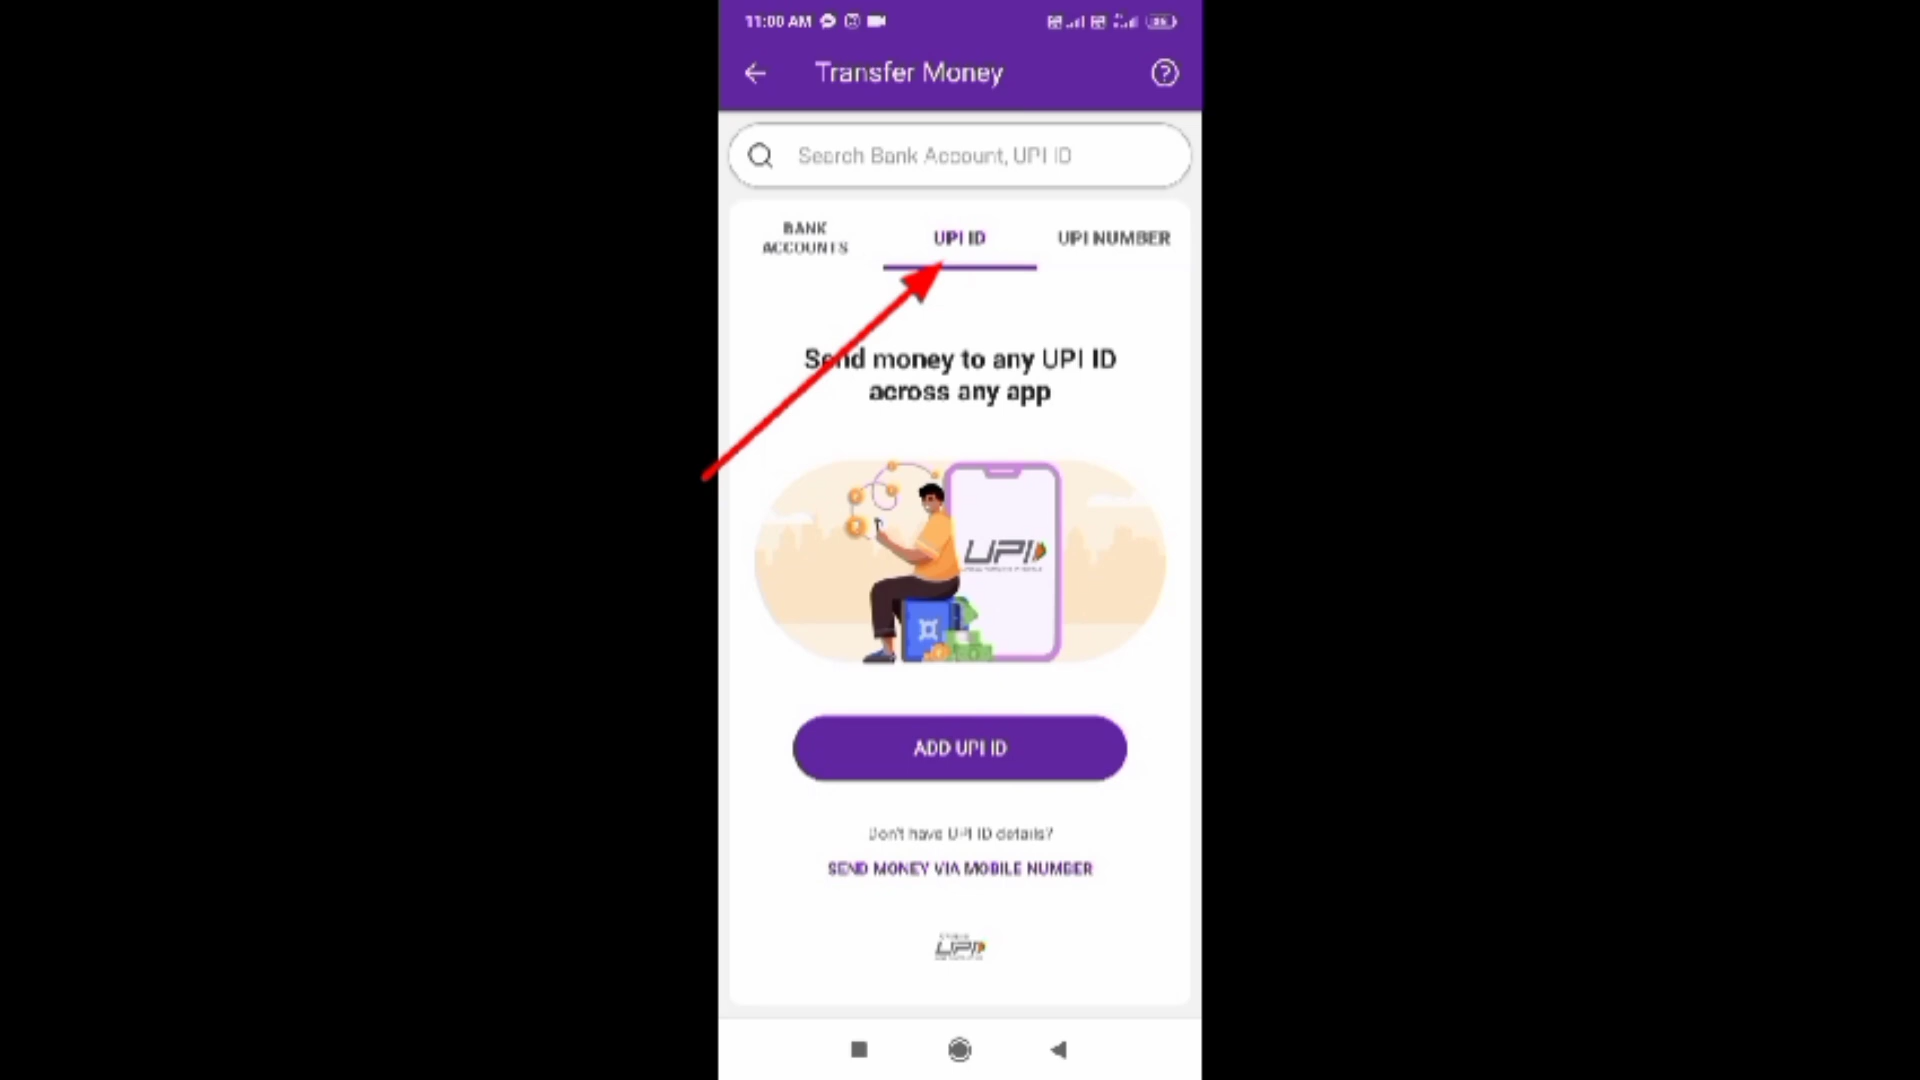 11:00 AM
Transfer Money
Search Bank Account, UPI ID
BANK
ACCOUNTS
UPI ID
UPI NUMBER
Send money to any UPI ID
across any app
UPI
ADD UPI ID
Don't have UPI ID details?
SEND MONEY VIA MOBILE NUMBER
UPI